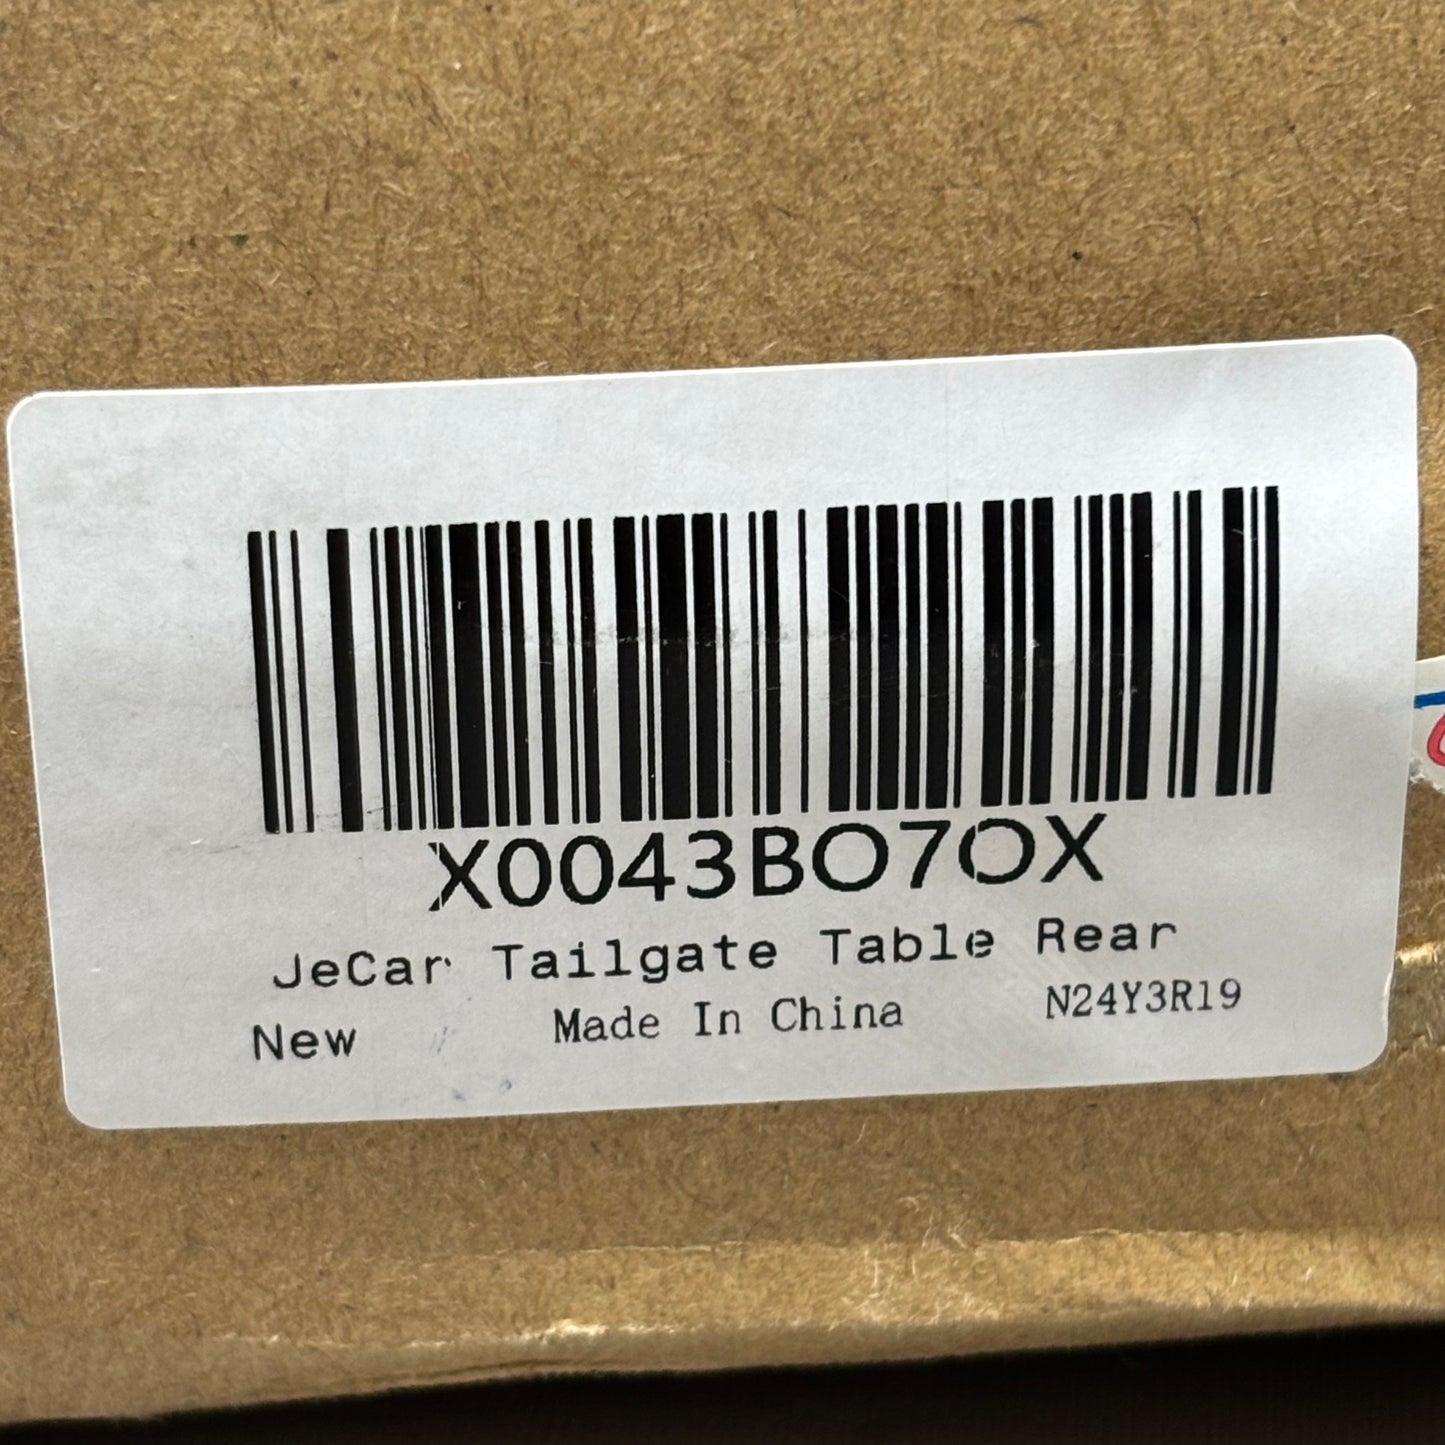 X0043BO7OX
JeCar Tailgate Table Rear
New Made In China N24Y3R19